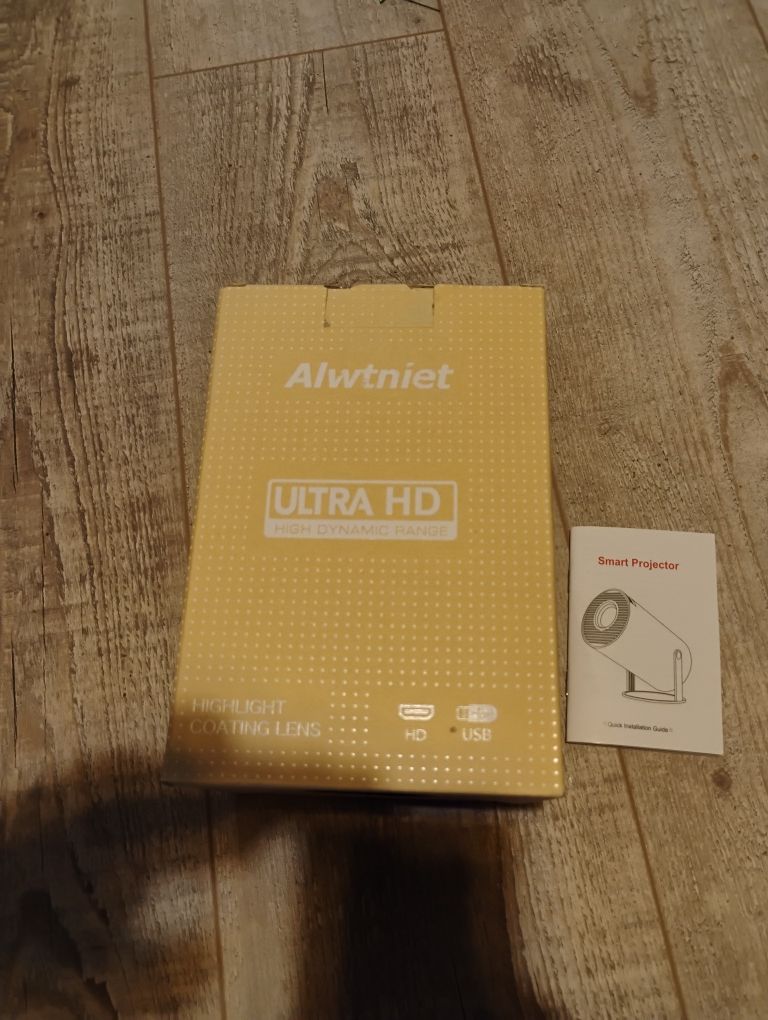 Alwtniet
ULTRA HD
HIGH DYNAMIC RANGE
HIGHLIGHT
COATING LENS
HD
USB
Smart Projector
Quick Installation Guide